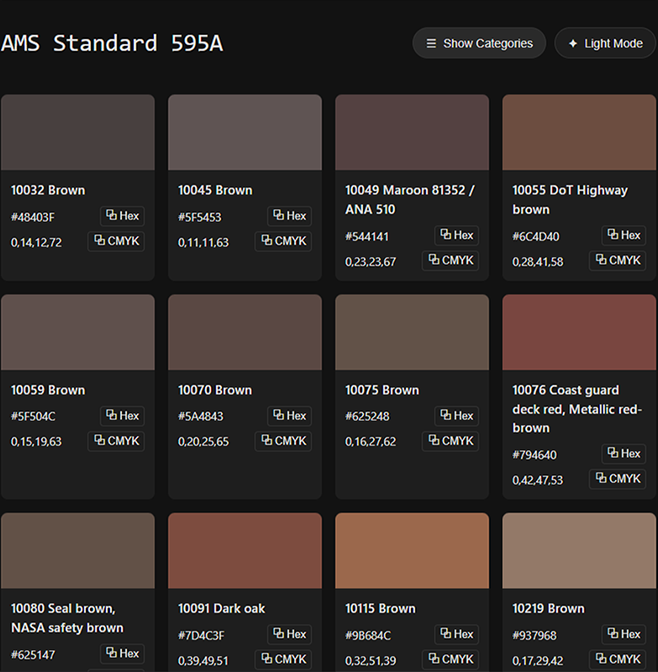 AMS Standard 595A
Show Categories
Light Mode
10032 Brown
#48403F
Hex
0,14,12,72
CMYK
10045 Brown
#5F5453
Hex
0,11,11,63
CMYK
10049 Maroon 81352 /
ANA 510
#544141
Hex
0,23,23,67
CMYK
10055 DoT Highway
brown
#6C4D40
Hex
0,28,41,58
CMYK
10059 Brown
#5F504C
Hex
0,15,19,63
CMYK
10070 Brown
#5A4843
Hex
0,20,25,65
CMYK
10075 Brown
#625248
Hex
0,16,27,62
CMYK
10076 Coast guard
deck red, Metallic red-
brown
#794640
Hex
0,42,47,53
CMYK
10080 Seal brown,
NASA safety brown
#625147
Hex
10091 Dark oak
#7D4C3F
Hex
0,39,49,51
CMYK
10115 Brown
#9B684C
Hex
0,32,51,39
CMYK
10219 Brown
#937968
Hex
0,17,29,42
CMYK